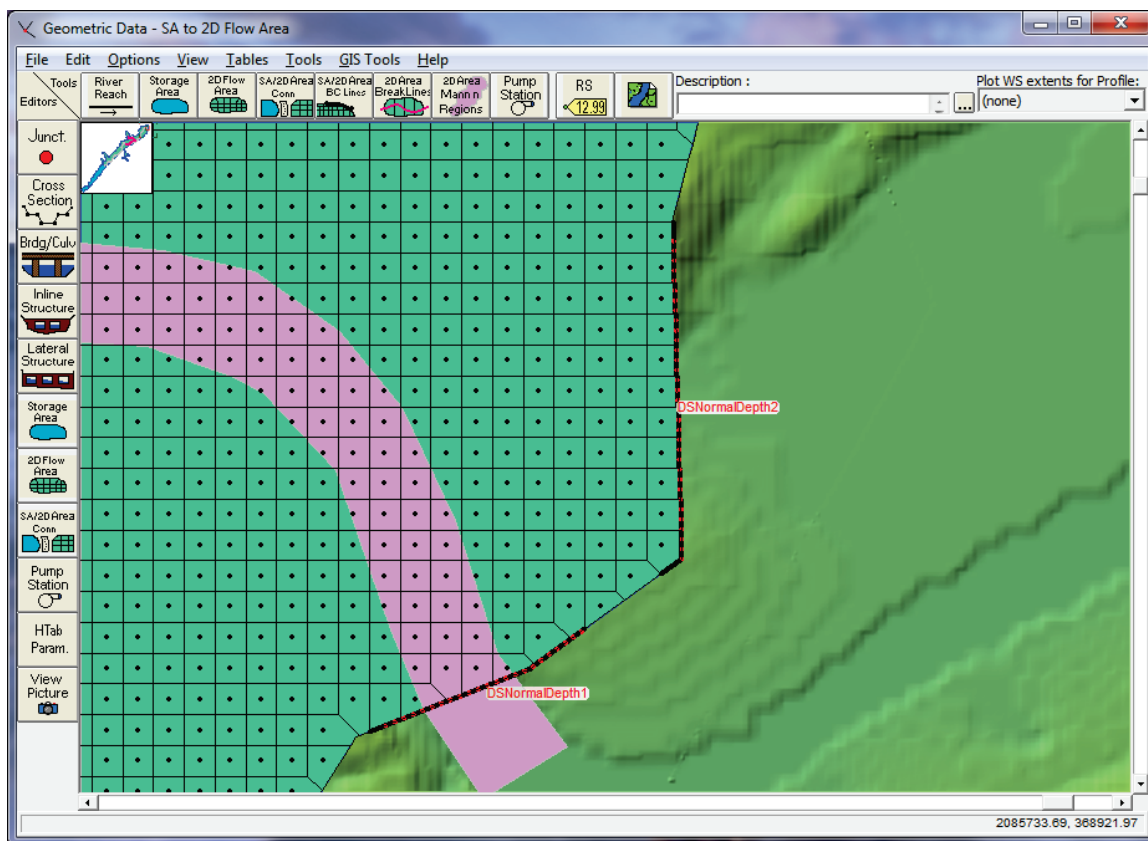 Geometric Data - SA to 2D Flow Area
File Edit Options View Tables Tools GIS Tools Help
Tools
Editors
River
Reach
Storage
Area
2D Flow
Area
SA/2D Area
Conn
SA/2D Area
BC Lines
2D Area
BreakLines
2D Area
Mann n
Regions
Pump
Station
RS
12.99
Description :
...
Plot WS extents for Profile:
(none)
Junct.
Cross
Section
Brdg/Culv
Inline
Structure
Lateral
Structure
Storage
Area
2D Flow
Area
SA/2D Area
Conn
Pump
Station
HTab
Param.
View
Picture
DSNormalDepth2
DSNormalDepth1
2085733.69, 368921.97